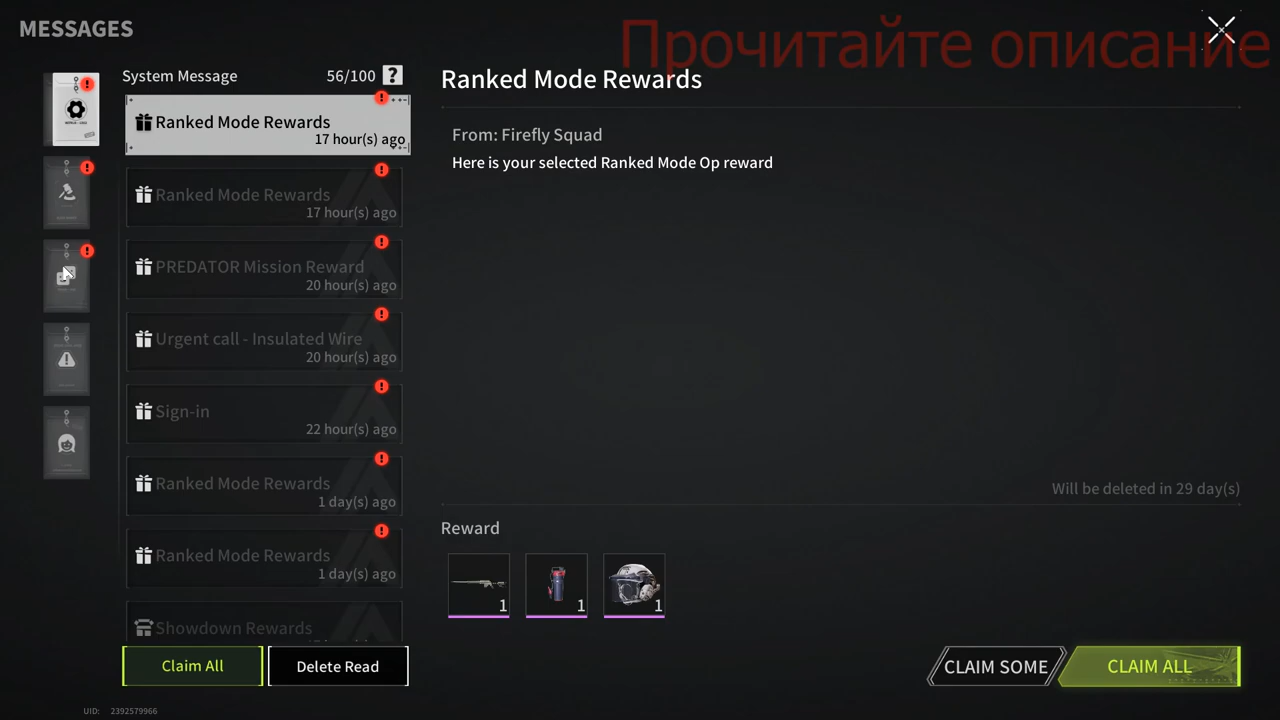 MESSAGES
Прочитайте описание
System Message 56/100 ?
Ranked Mode Rewards
17 hour(s) ago
Ranked Mode Rewards
17 hour(s) ago
PREDATOR Mission Reward
20 hour(s) ago
Urgent call - Insulated Wire
20 hour(s) ago
Sign-in
22 hour(s) ago
Ranked Mode Rewards
1 day(s) ago
Ranked Mode Rewards
1 day(s) ago
Showdown Rewards
Claim All
Delete Read
Ranked Mode Rewards
From: Firefly Squad
Here is your selected Ranked Mode Op reward
Will be deleted in 29 day(s)
Reward
1 1 1
CLAIM SOME
CLAIM ALL
UID: 2392579966